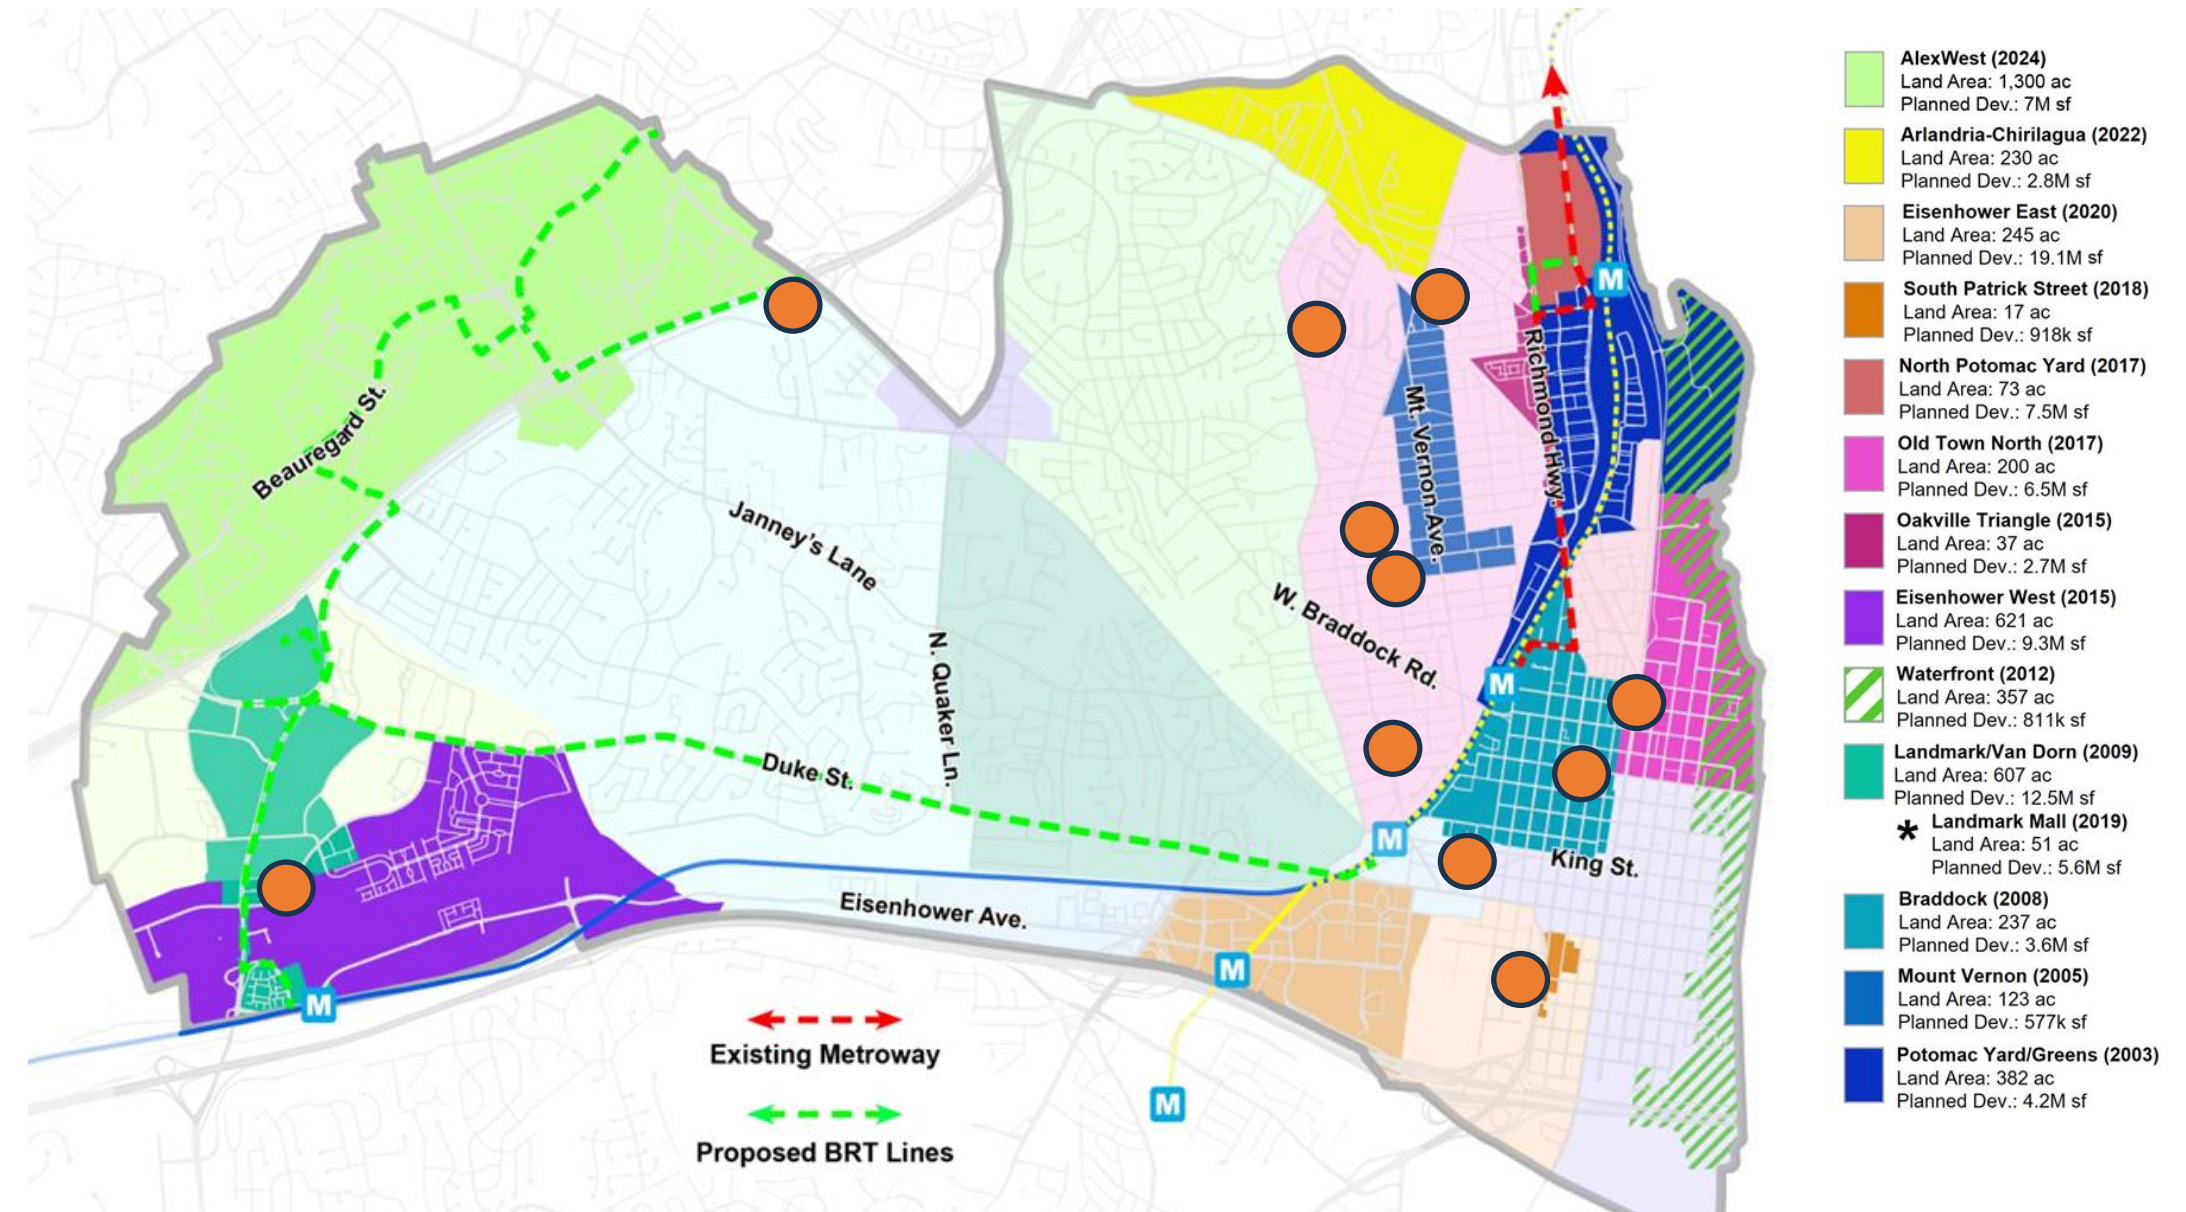 AlexWest (2024)
Land Area: 1,300 ac
Planned Dev.: 7M sf
Arlandria-Chirilagua (2022)
Land Area: 230 ac
Planned Dev.: 2.8M sf
Eisenhower East (2020)
Land Area: 245 ac
Planned Dev.: 19.1M sf
South Patrick Street (2018)
Land Area: 17 ac
Planned Dev.: 918k sf
North Potomac Yard (2017)
Land Area: 73 ac
Planned Dev.: 7.5M sf
Old Town North (2017)
Land Area: 200 ac
Planned Dev.: 6.5M sf
Oakville Triangle (2015)
Land Area: 37 ac
Planned Dev.: 2.7M sf
Eisenhower West (2015)
Land Area: 621 ac
Planned Dev.: 9.3M sf
Waterfront (2012)
Land Area: 357 ac
Planned Dev.: 811k sf
Landmark/Van Dorn (2009)
Land Area: 607 ac
Planned Dev.: 12.5M sf
* Landmark Mall (2019)
Land Area: 51 ac
Planned Dev.: 5.6M sf
Braddock (2008)
Land Area: 237 ac
Planned Dev.: 3.6M sf
Mount Vernon (2005)
Land Area: 123 ac
Planned Dev.: 577k sf
Potomac Yard/Greens (2003)
Land Area: 382 ac
Planned Dev.: 4.2M sf
Beauregard St.
Janney's Lane
N. Quaker Ln.
Duke St.
Eisenhower Ave.
W. Braddock Rd.
Mt. Vernon Ave.
Richmond Hwy.
King St.
M
M
M
M
M
M
Existing Metroway
Proposed BRT Lines